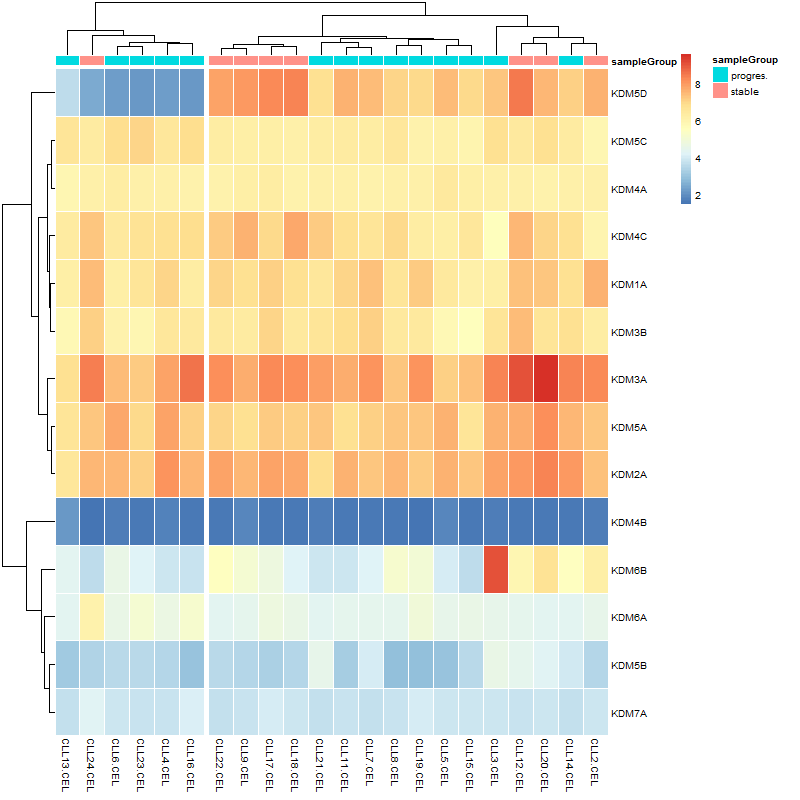 sampleGroup
KDM5D
KDM5C
KDM4A
KDM4C
KDM1A
KDM3B
KDM3A
KDM5A
KDM2A
KDM4B
KDM6B
KDM6A
KDM5B
KDM7A
8
6
4
2
sampleGroup
progres.
stable
CLL13.CEL
CLL24.CEL
CLL6.CEL
CLL23.CEL
CLL4.CEL
CLL16.CEL
CLL22.CEL
CLL9.CEL
CLL17.CEL
CLL18.CEL
CLL21.CEL
CLL11.CEL
CLL7.CEL
CLL8.CEL
CLL19.CEL
CLL5.CEL
CLL15.CEL
CLL3.CEL
CLL12.CEL
CLL20.CEL
CLL14.CEL
CLL2.CEL